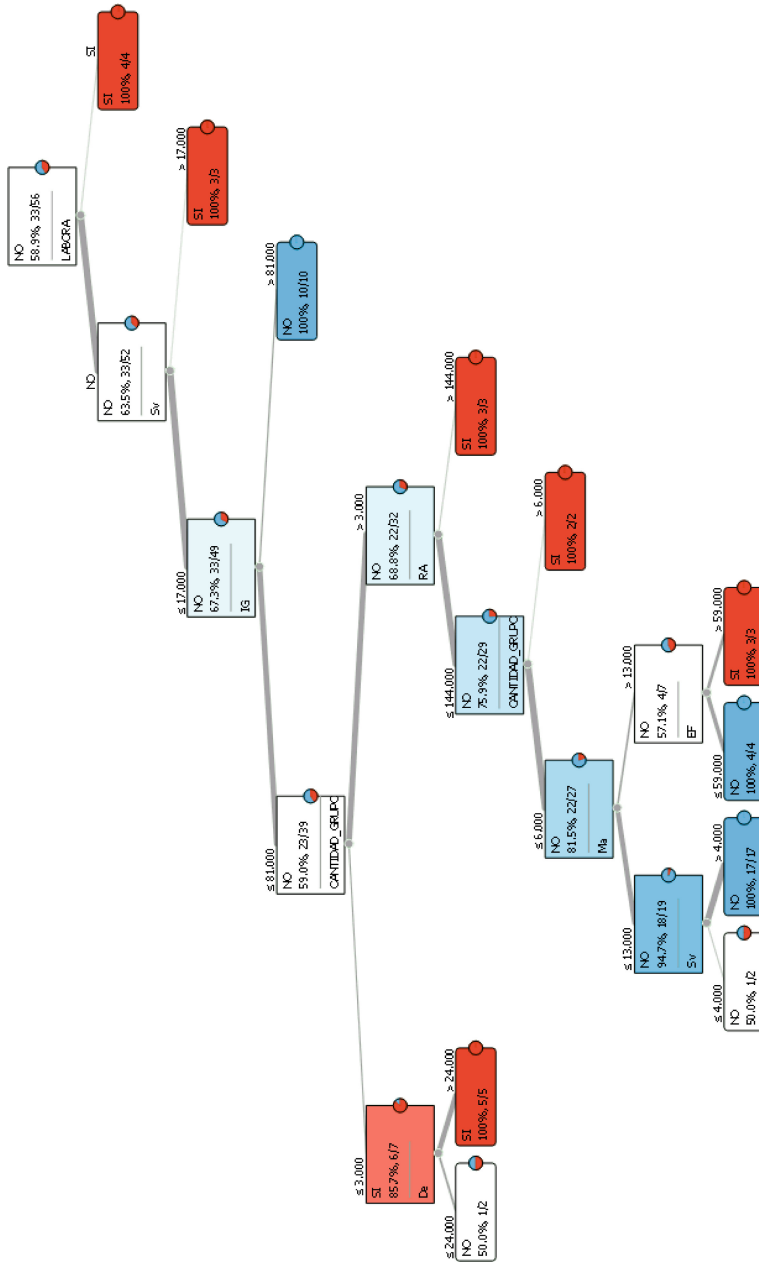 NO
58.9%, 33/56
LABORA
NO
NO
63.5%, 33/52
Sv
SI
SI
100%, 4/4
≤ 17.000
NO
67.3%, 33/49
IG
> 17.000
SI
100%, 3/3
≤ 81.000
NO
59.0%, 23/39
CANTIDAD_GRUPO
> 81.000
NO
100%, 10/10
≤ 3.000
SI
85.7%, 6/7
De
> 3.000
NO
68.8%, 22/32
RA
≤ 24.000
NO
50.0%, 1/2
> 24.000
SI
100%, 5/5
≤ 144.000
NO
75.9%, 22/29
CANTIDAD_GRUPO
> 144.000
SI
100%, 3/3
≤ 6.000
NO
81.5%, 22/27
Ma
> 6.000
SI
100%, 2/2
≤ 13.000
NO
94.7%, 18/19
Sv
> 13.000
NO
57.1%, 4/7
EF
≤ 4.000
NO
50.0%, 1/2
> 4.000
NO
100%, 17/17
≤ 59.000
NO
100%, 4/4
> 59.000
SI
100%, 3/3